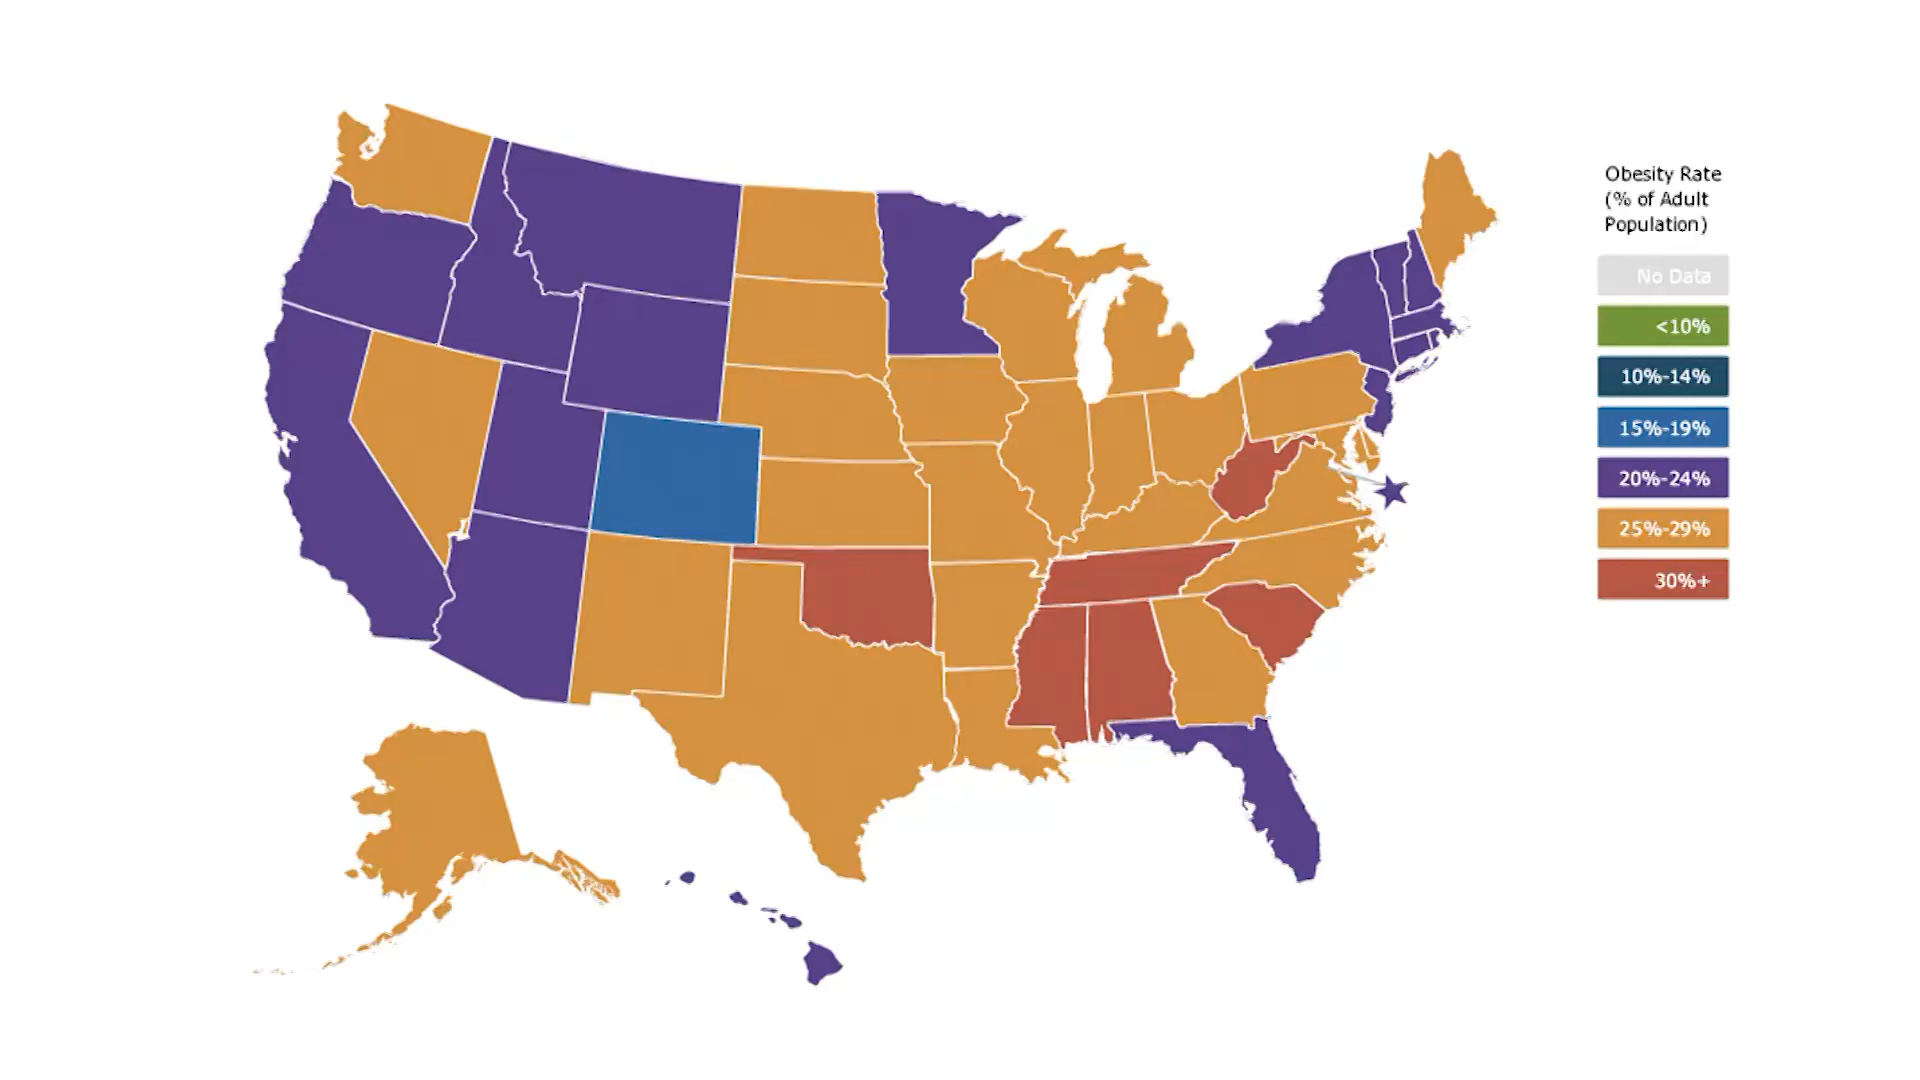 Obesity Rate
(% of Adult
Population)
No Data
<10%
10%-14%
15%-19%
20%-24%
25%-29%
30%+